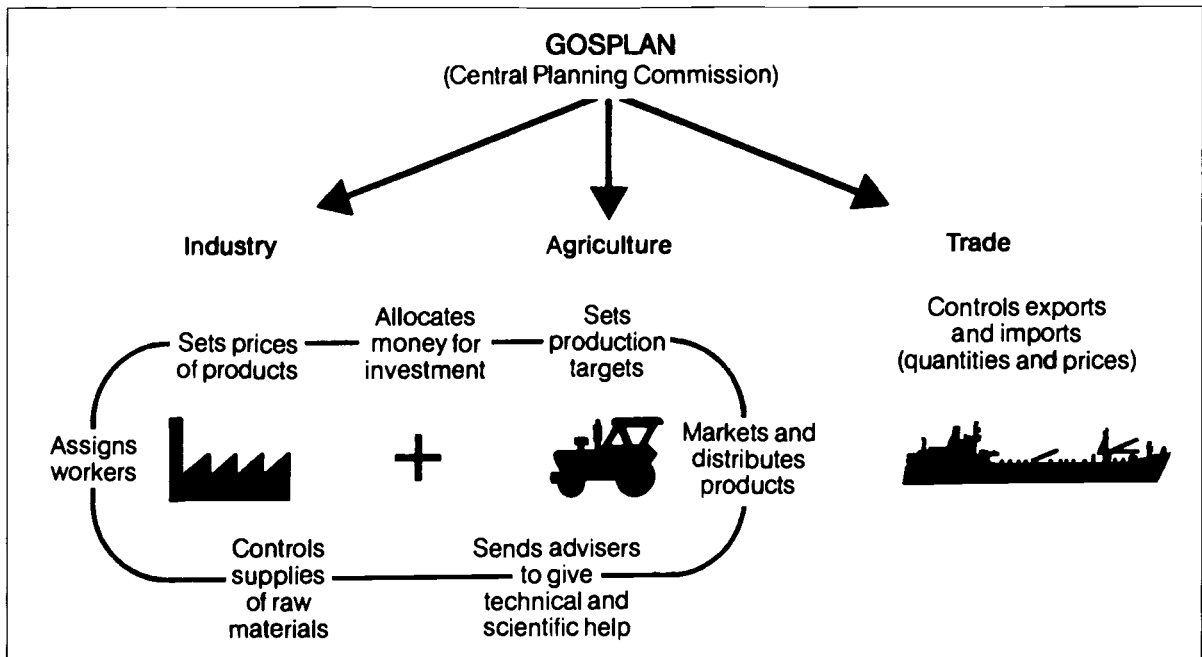 GOSPLAN
(Central Planning Commission)
Industry
Agriculture
Trade
Sets prices
of products
Allocates
money for
investment
Sets
production
targets
Controls exports
and imports
(quantities and prices)
Assigns
workers
Markets and
distributes
products
Controls
supplies
of raw
materials
Sends advisers
to give
technical and
scientific help